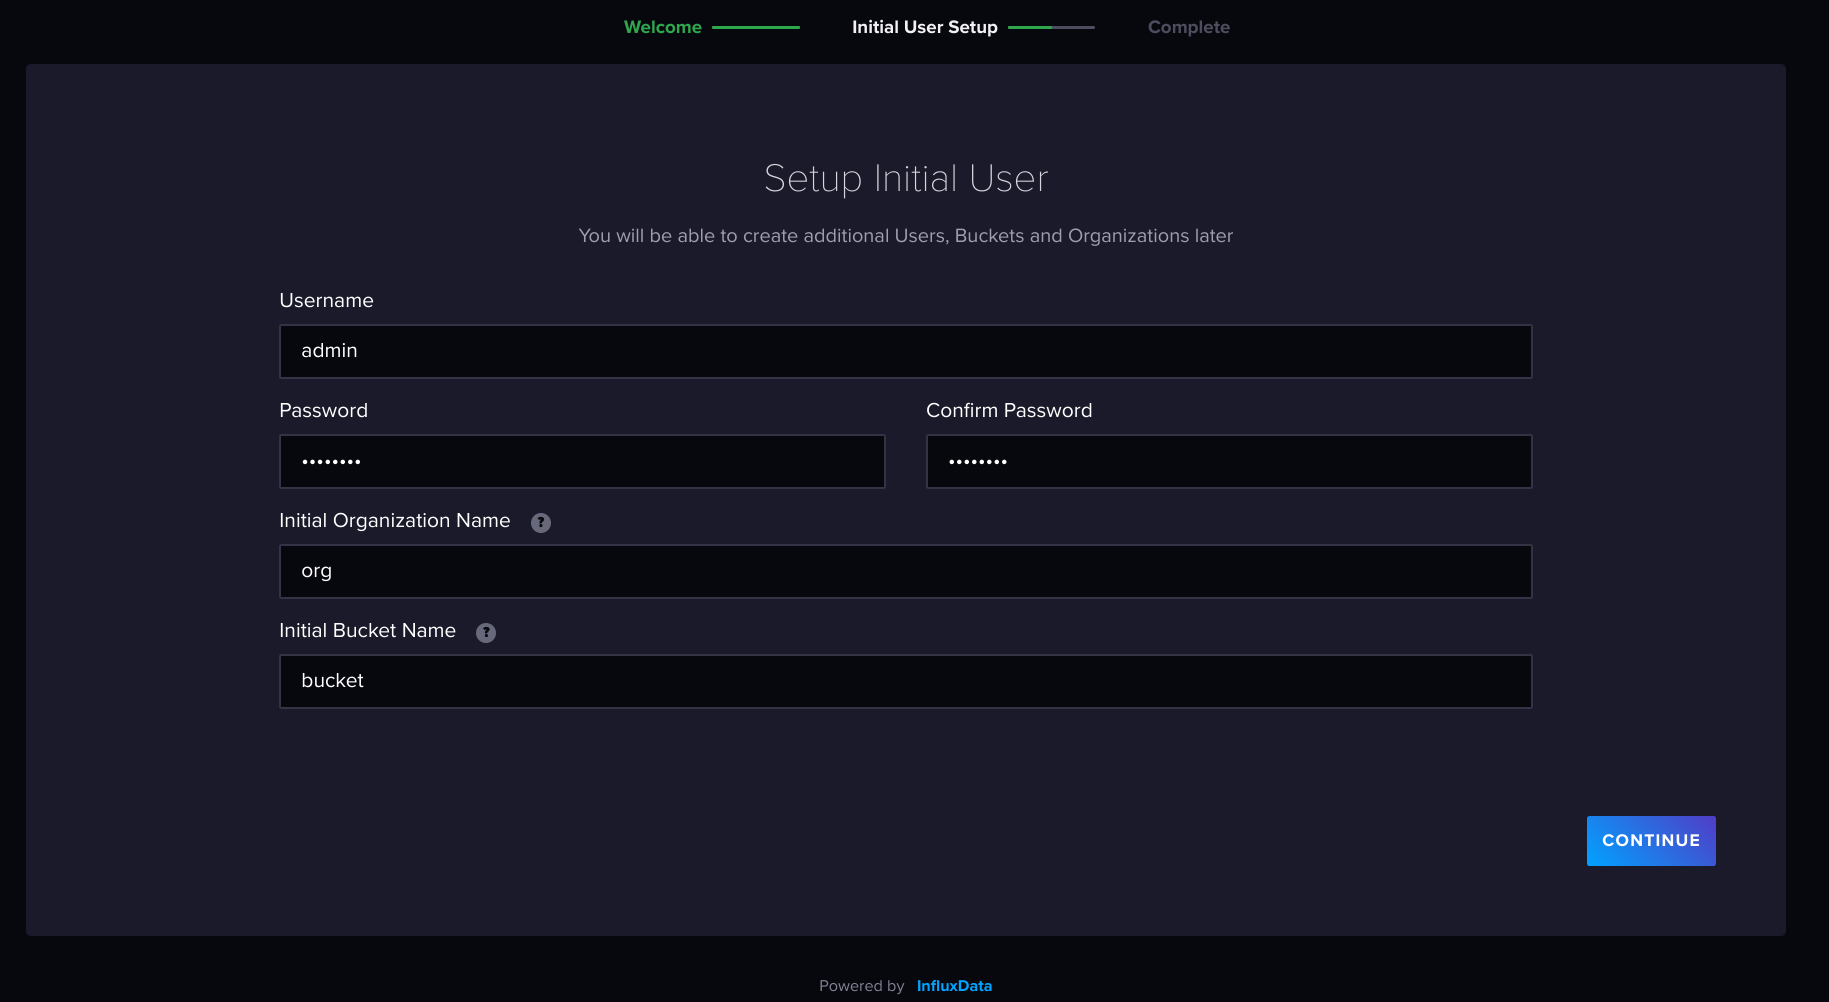 Welcome Initial User Setup Complete
Setup Initial User
You will be able to create additional Users, Buckets and Organizations later
Username
admin
Password Confirm Password
•••••••• ••••••••
Initial Organization Name ?
org
Initial Bucket Name ?
bucket
CONTINUE
Powered by InfluxData